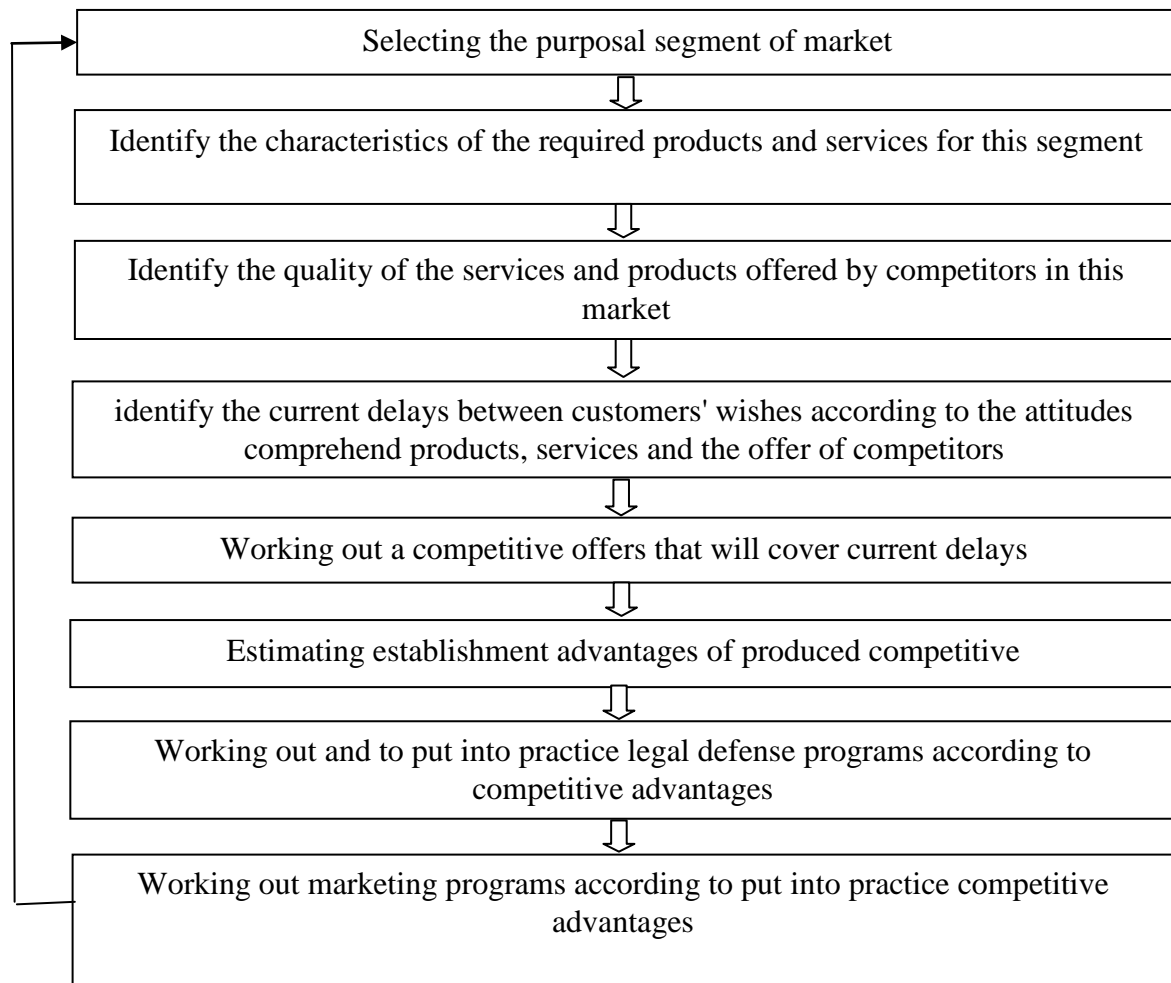 Selecting the purposal segment of market
Identify the characteristics of the required products and services for this segment
Identify the quality of the services and products offered by competitors in this
market
identify the current delays between customers' wishes according to the attitudes
comprehend products, services and the offer of competitors
Working out a competitive offers that will cover current delays
Estimating establishment advantages of produced competitive
Working out and to put into practice legal defense programs according to
competitive advantages
Working out marketing programs according to put into practice competitive
advantages